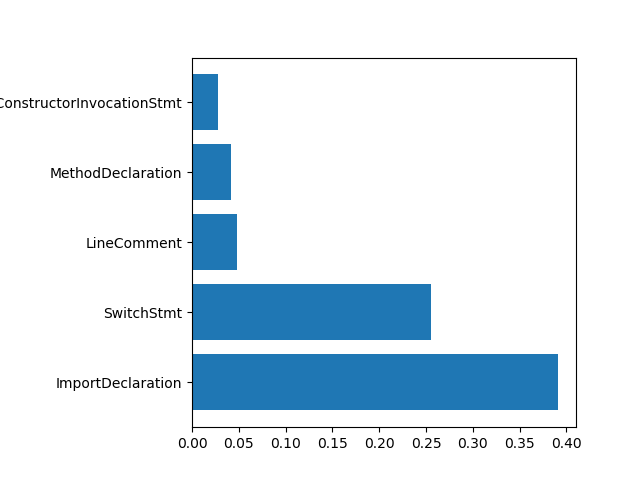 ConstructorInvocationStmt
MethodDeclaration
LineComment
SwitchStmt
ImportDeclaration
0.00 0.05 0.10 0.15 0.20 0.25 0.30 0.35 0.40